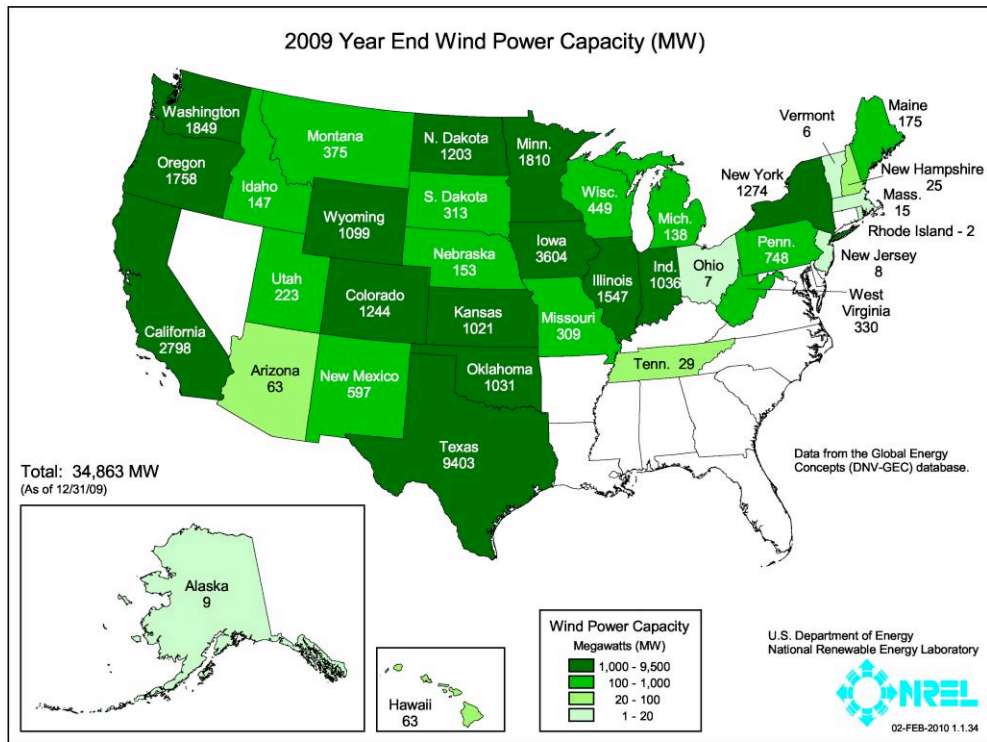 2009 Year End Wind Power Capacity (MW)
Washington
1849
Oregon
1758
California
2798
Idaho
147
Montana
375
Wyoming
1099
Utah
223
Colorado
1244
Arizona
63
New Mexico
597
N. Dakota
1203
S. Dakota
313
Nebraska
153
Kansas
1021
Oklahoma
1031
Texas
9403
Minn.
1810
Iowa
3604
Missouri
309
Wisc.
449
Illinois
1547
Mich.
138
Ind.
1036
Ohio
7
Tenn. 29
Penn.
748
New York
1274
Vermont
6
Maine
175
New Hampshire
25
Mass.
15
Rhode Island - 2
New Jersey
8
West
Virginia
330
Data from the Global Energy
Concepts (DNV-GEC) database.
Total: 34,863 MW
(As of 12/31/09)
Alaska
9
Hawaii
63
Wind Power Capacity
Megawatts (MW)
1,000 - 9,500
100 - 1,000
20 - 100
1 - 20
U.S. Department of Energy
National Renewable Energy Laboratory
NREL
02-FEB-2010 1.1.34